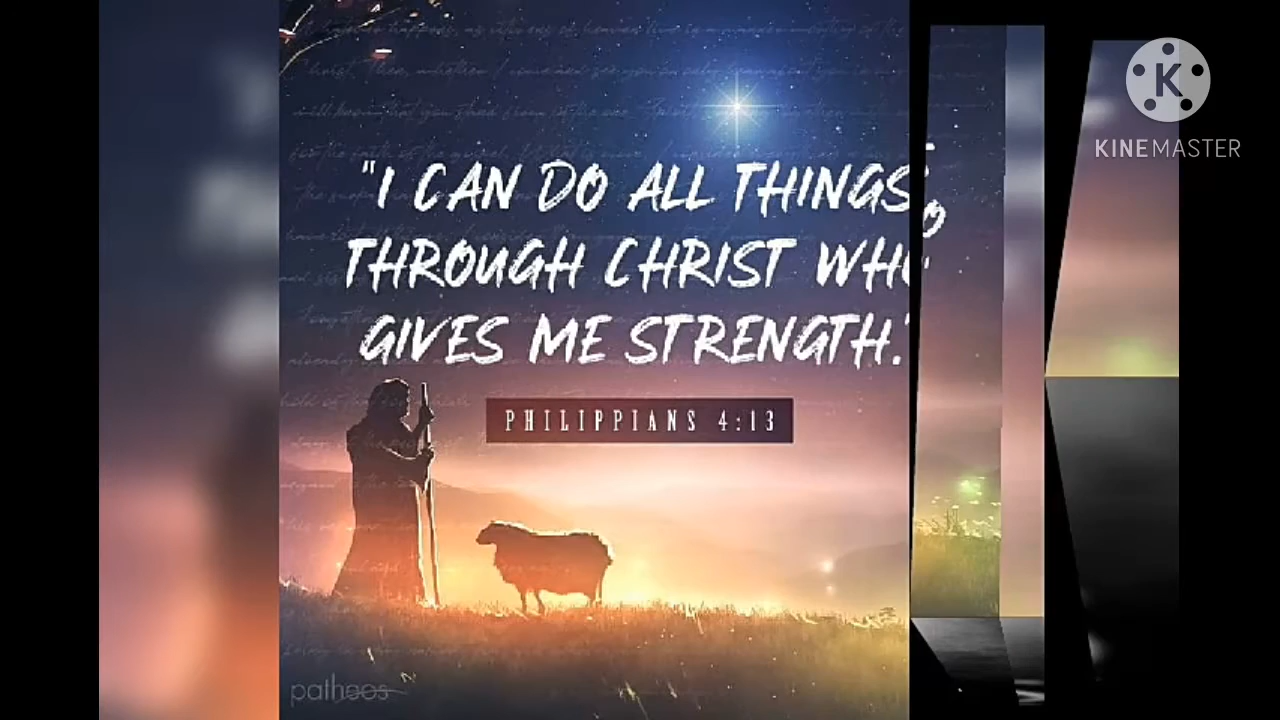 "I CAN DO ALL THINGS
THROUGH CHRIST WHO
GIVES ME STRENGTH."
PHILIPPIANS 4:13
patheos
K
KINEMASTER